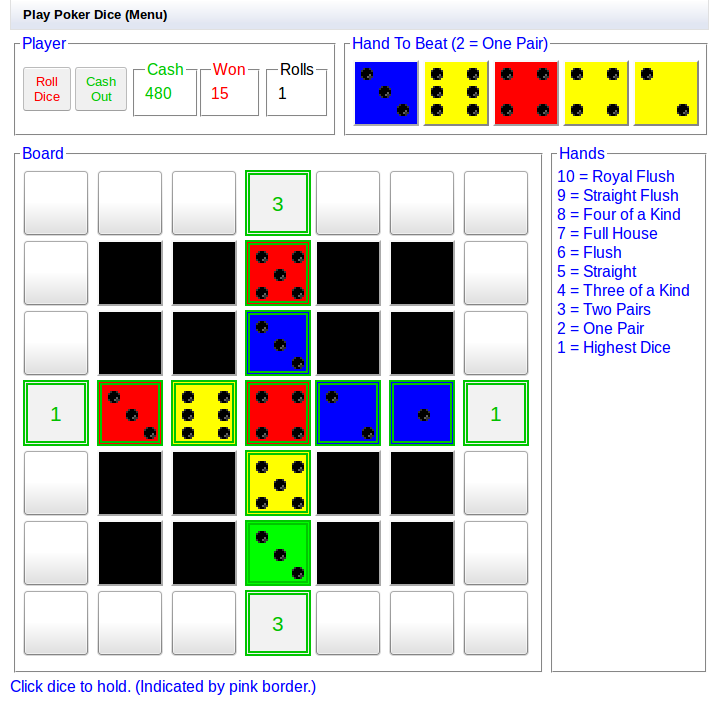 Play Poker Dice (Menu)
Player
Roll Dice
Cash Out
Cash
480
Won
15
Rolls
1
Hand To Beat (2 = One Pair)
Board
3
1
1
3
Hands
10 = Royal Flush
9 = Straight Flush
8 = Four of a Kind
7 = Full House
6 = Flush
5 = Straight
4 = Three of a Kind
3 = Two Pairs
2 = One Pair
1 = Highest Dice
Click dice to hold. (Indicated by pink border.)